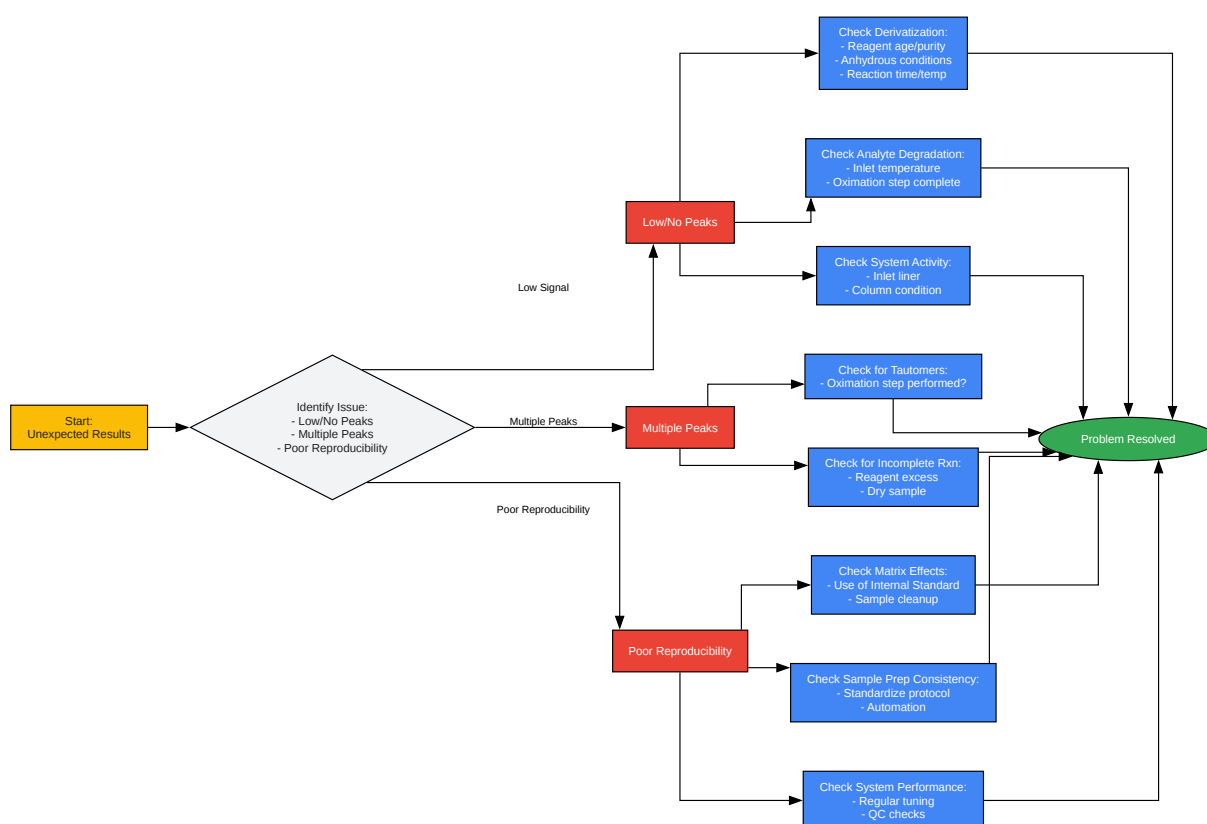 Start:
Unexpected Results
Identify Issue:
- Low/No Peaks
- Multiple Peaks
- Poor Reproducibility
Low Signal
Multiple Peaks
Poor Reproducibility
Low/No Peaks
Multiple Peaks
Poor Reproducibility
Check Derivatization:
- Reagent age/purity
- Anhydrous conditions
- Reaction time/temp
Check Analyte Degradation:
- Inlet temperature
- Oximation step complete
Check System Activity:
- Inlet liner
- Column condition
Check for Tautomers:
- Oximation step performed?
Check for Incomplete Rxn:
- Reagent excess
- Dry sample
Check Matrix Effects:
- Use of Internal Standard
- Sample cleanup
Check Sample Prep Consistency:
- Standardize protocol
- Automation
Check System Performance:
- Regular tuning
- QC checks
Problem Resolved